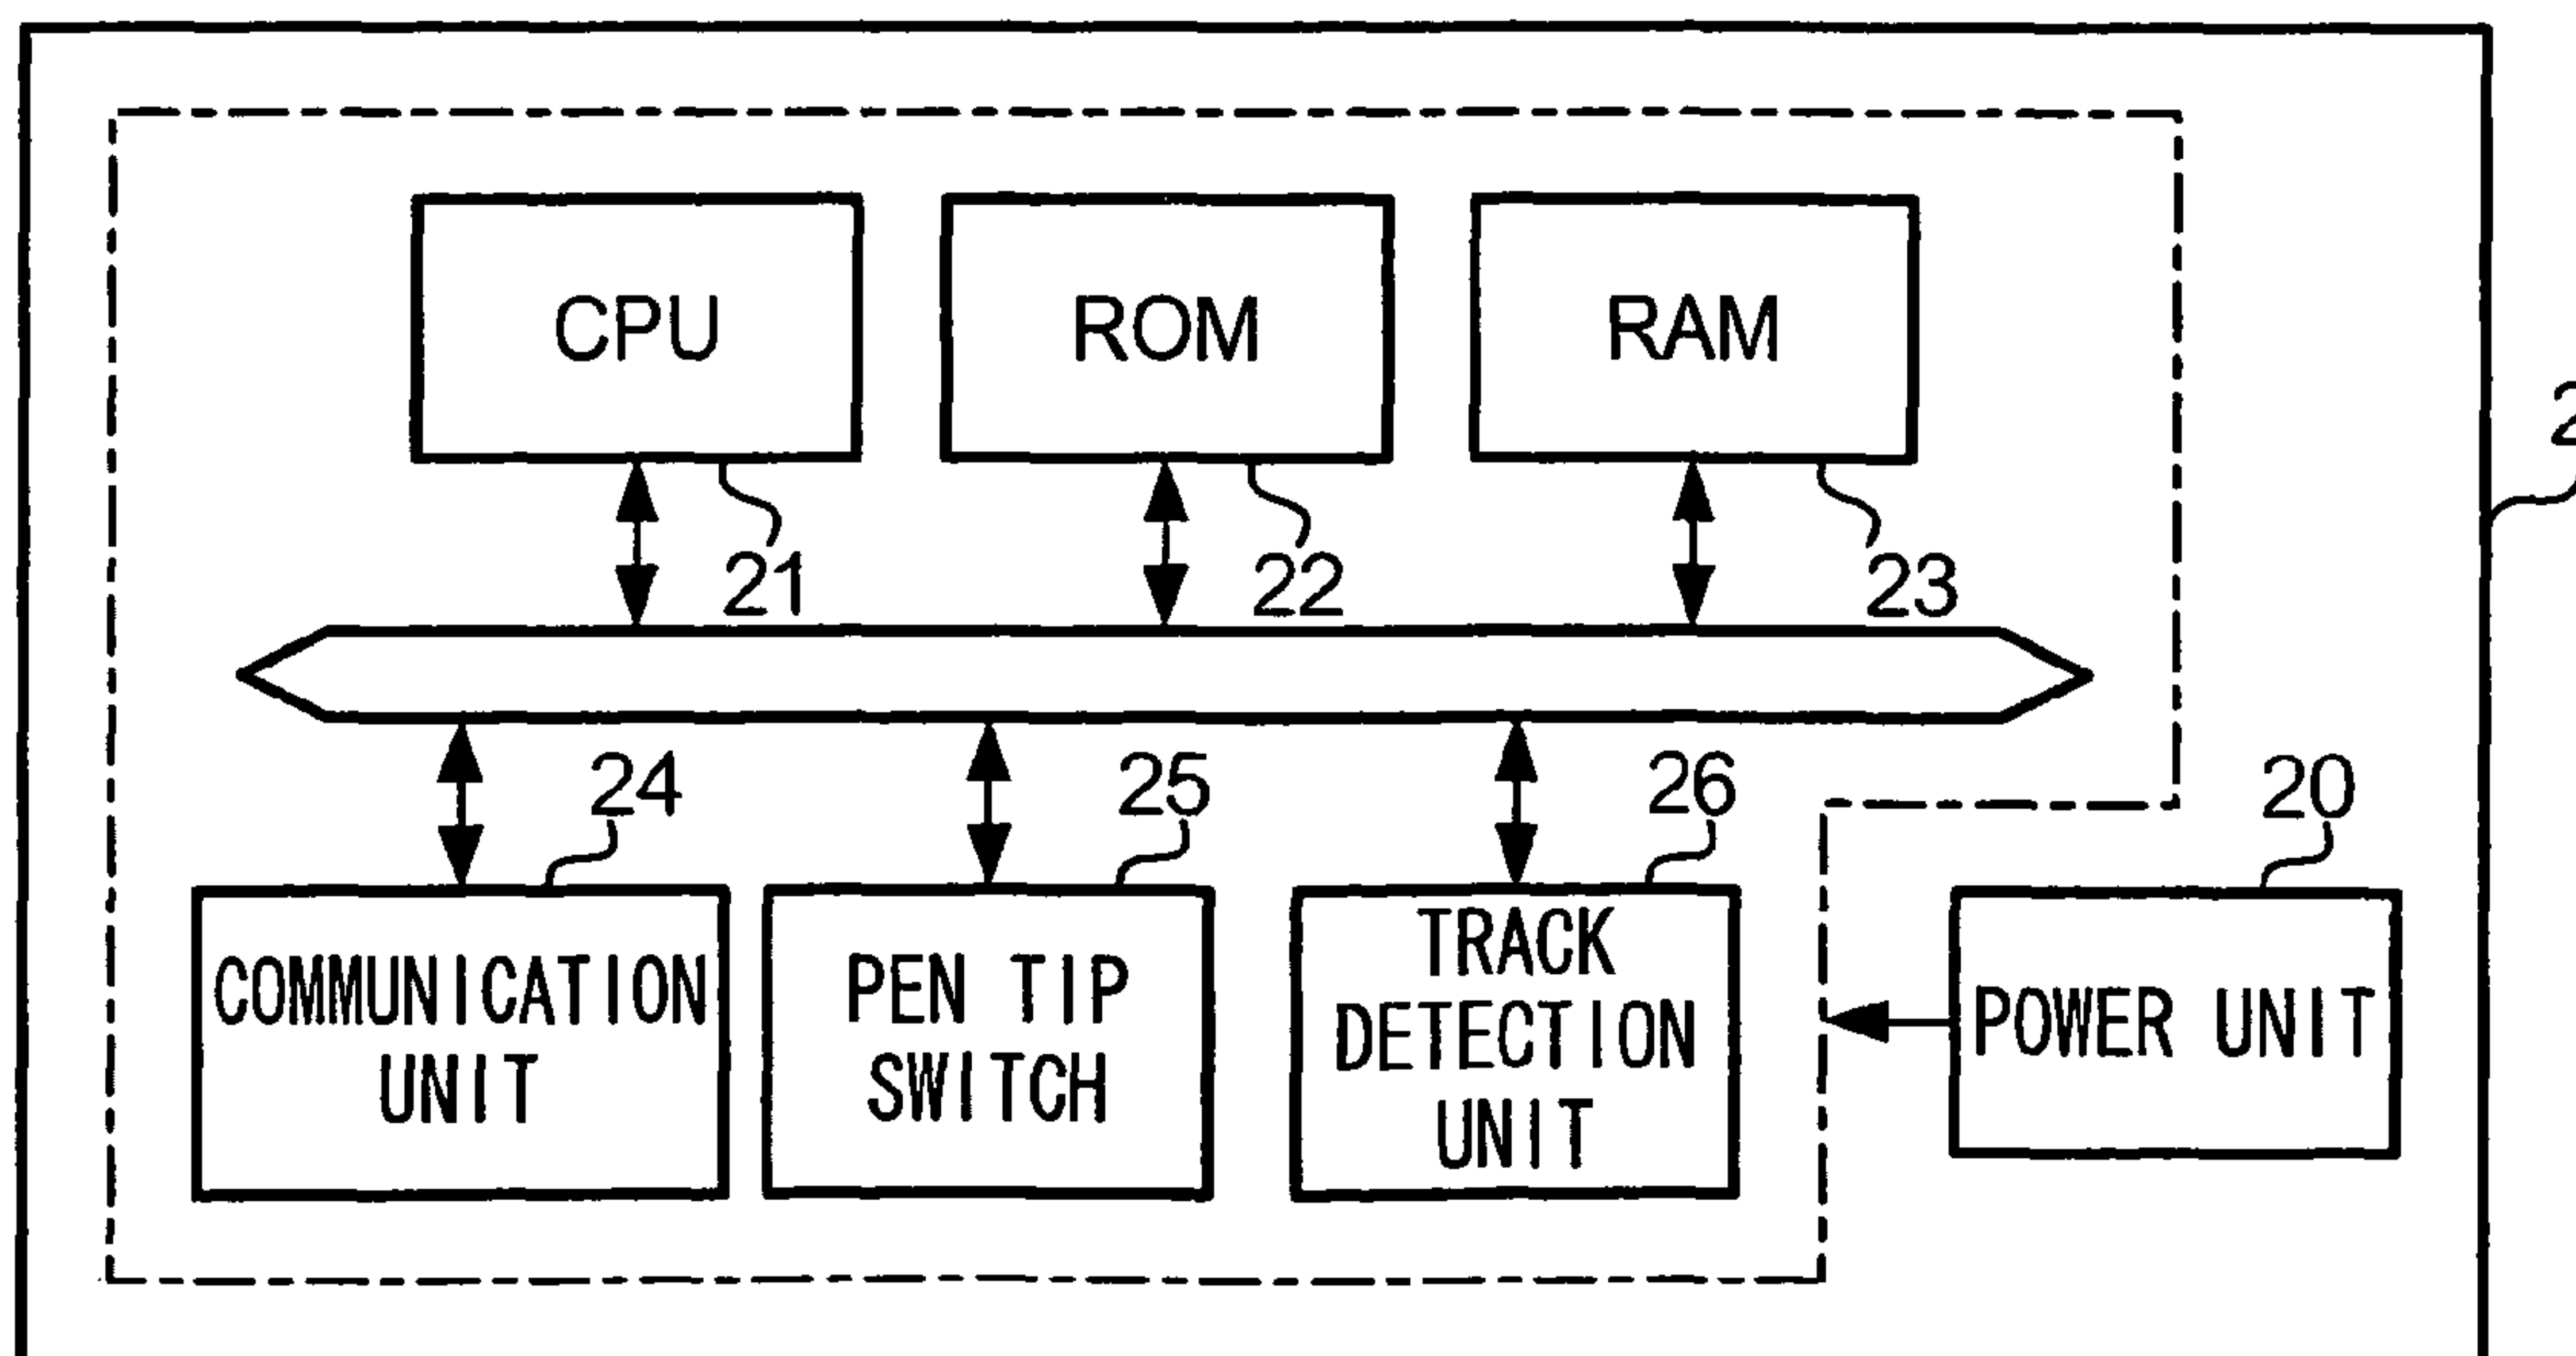 CPU
ROM
RAM
2
21
22
23
24
25
26
20
COMMUNICATION
UNIT
PEN TIP
SWITCH
TRACK
DETECTION
UNIT
POWER UNIT